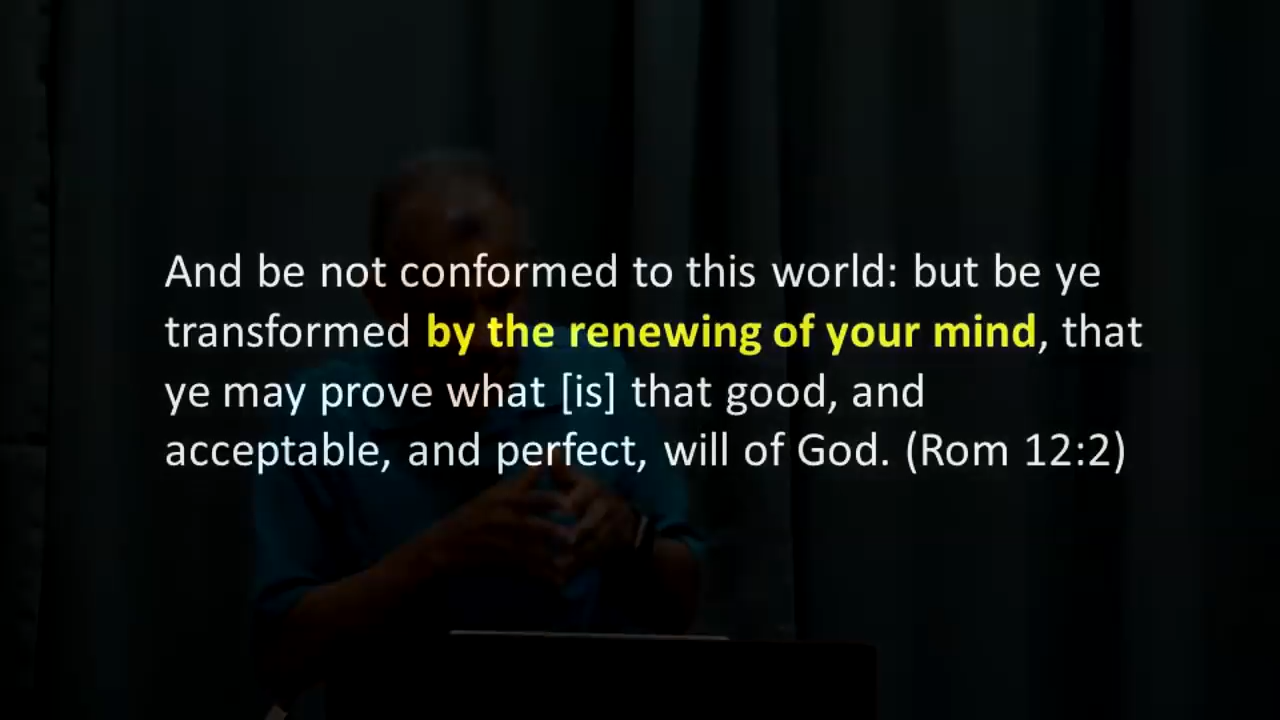 And be not conformed to this world: but be ye
transformed by the renewing of your mind, that
ye may prove what [is] that good, and
acceptable, and perfect, will of God. (Rom 12:2)